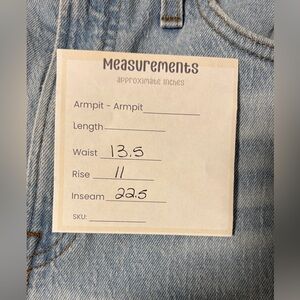 Measurements
approximate inches
Armpit - Armpit
Length
Waist 13.5
Rise 11
Inseam 22.5
SKU: